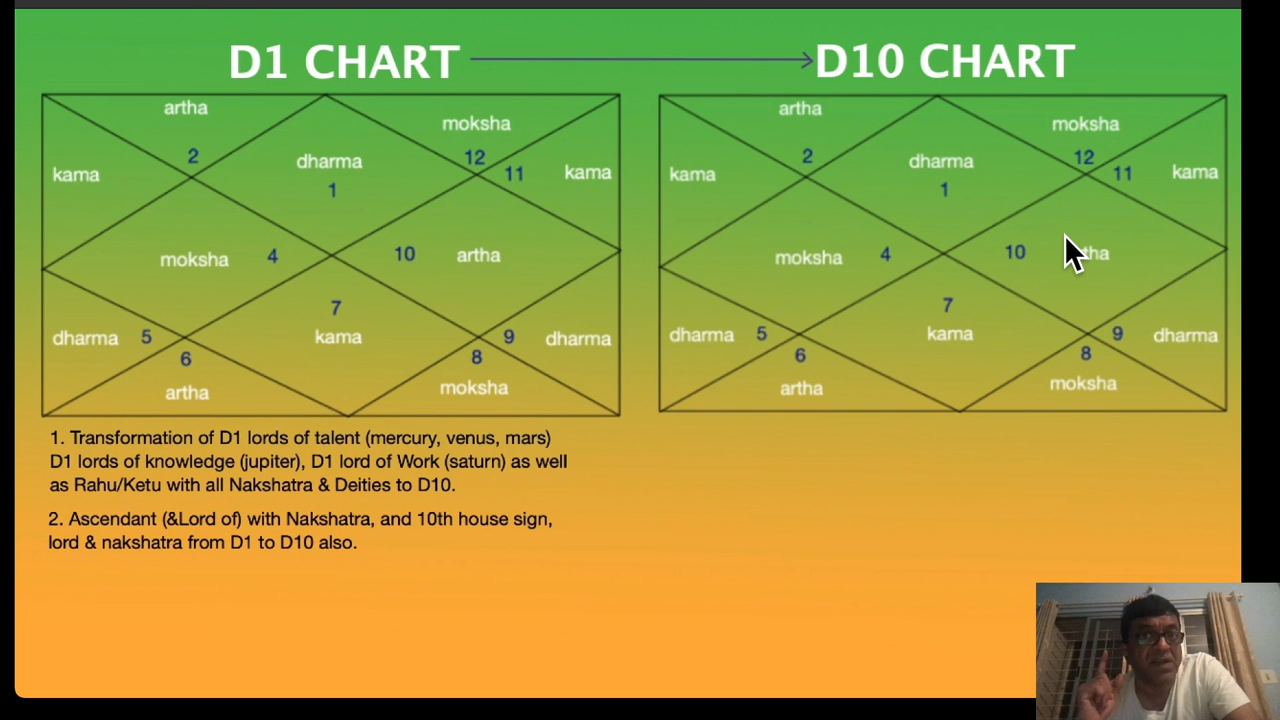 D1 CHART
D10 CHART
artha
moksha
2
12
kama
dharma
11
kama
1
moksha
4
10
artha
7
dharma
5
kama
9
dharma
6
8
artha
moksha
artha
moksha
2
12
kama
dharma
11
kama
1
moksha
4
10
tha
7
dharma
5
kama
9
dharma
6
8
artha
moksha
1. Transformation of D1 lords of talent (mercury, venus, mars)
D1 lords of knowledge (jupiter), D1 lord of Work (saturn) as well
as Rahu/Ketu with all Nakshatra & Deities to D10.
2. Ascendant (&Lord of) with Nakshatra, and 10th house sign,
lord & nakshatra from D1 to D10 also.